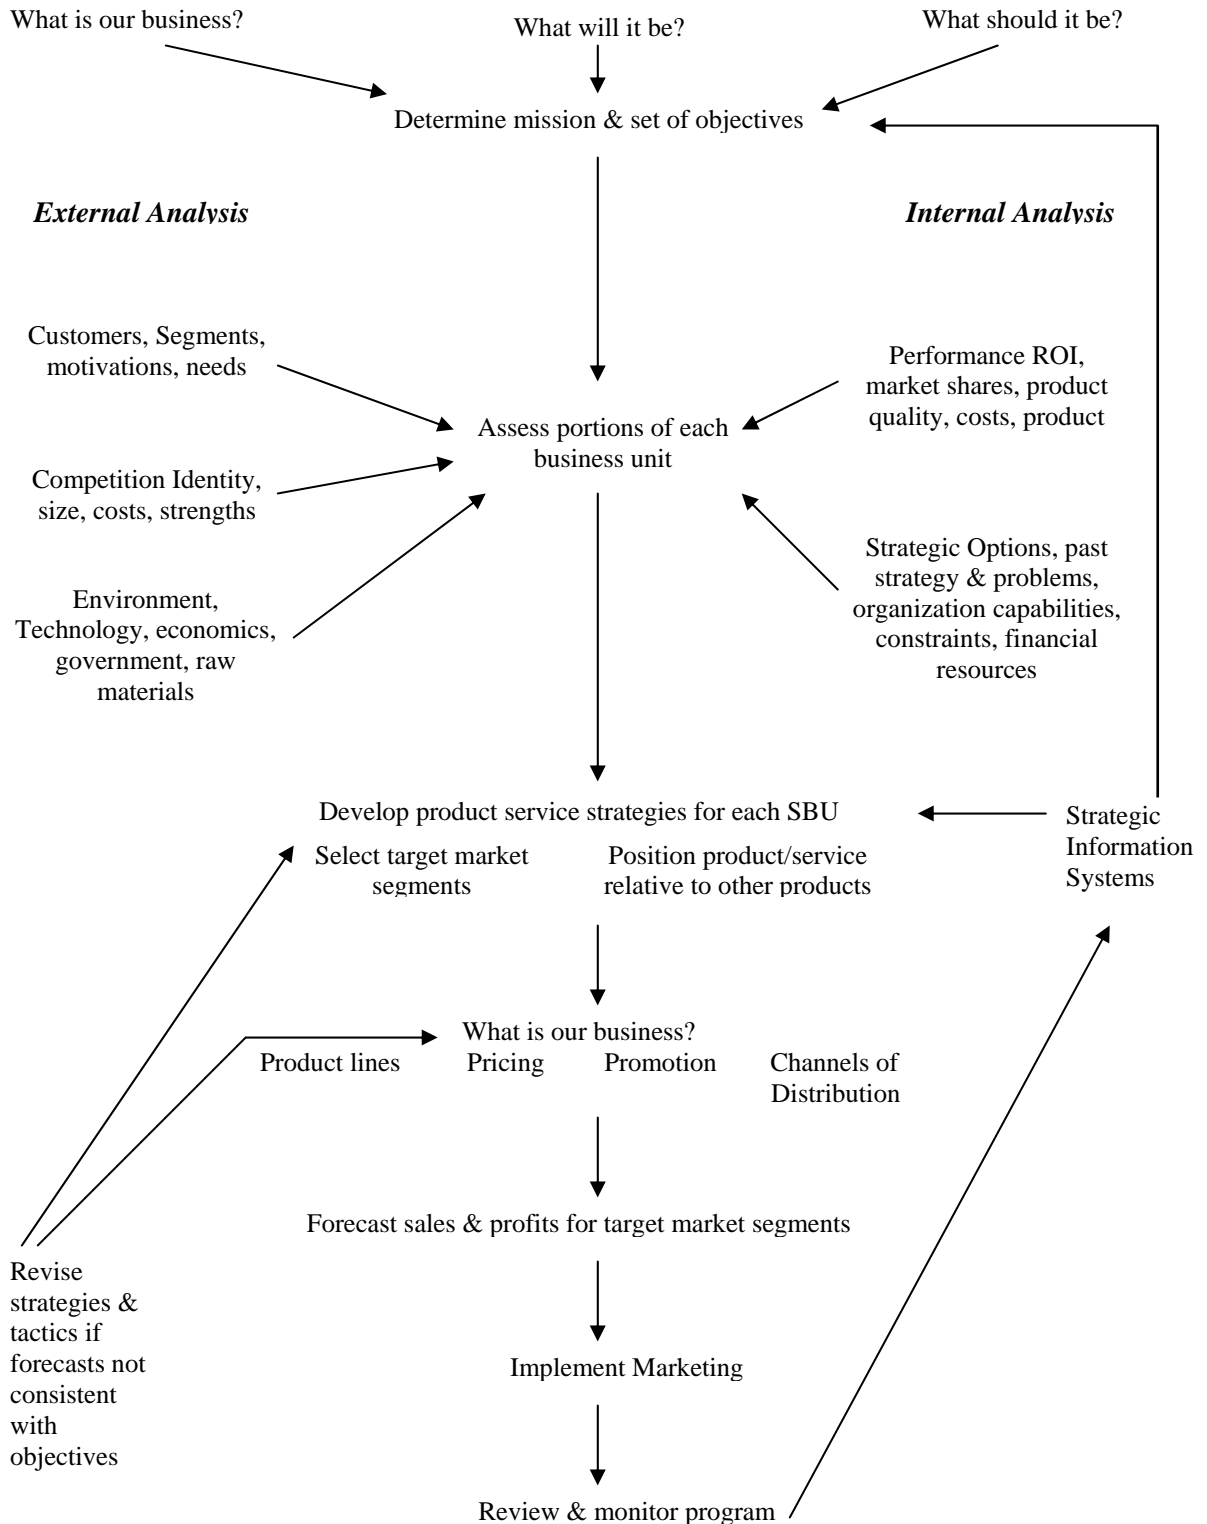 What is our business?
What will it be?
What should it be?
Determine mission & set of objectives
External Analysis
Internal Analysis
Customers, Segments,
motivations, needs
Performance ROI,
market shares, product
quality, costs, product
Assess portions of each
business unit
Competition Identity,
size, costs, strengths
Strategic Options, past
strategy & problems,
organization capabilities,
constraints, financial
resources
Environment,
Technology, economics,
government, raw
materials
Develop product service strategies for each SBU
Select target market
segments
Position product/service
relative to other products
Strategic
Information
Systems
What is our business?
Product lines
Pricing
Promotion
Channels of
Distribution
Forecast sales & profits for target market segments
Revise
strategies &
tactics if
forecasts not
consistent
with
objectives
Implement Marketing
Review & monitor program